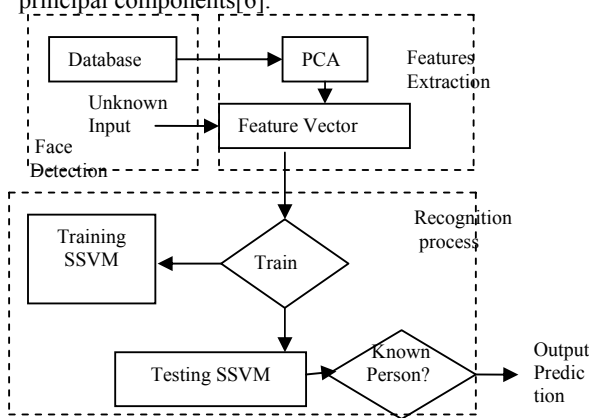 principal components[6].
Database
PCA
Features
Extraction
Unknown
Input
Feature Vector
Face
Detection
Recognition
process
Training
SSVM
Train
Testing SSVM
Known
Person?
Output
Predic
tion